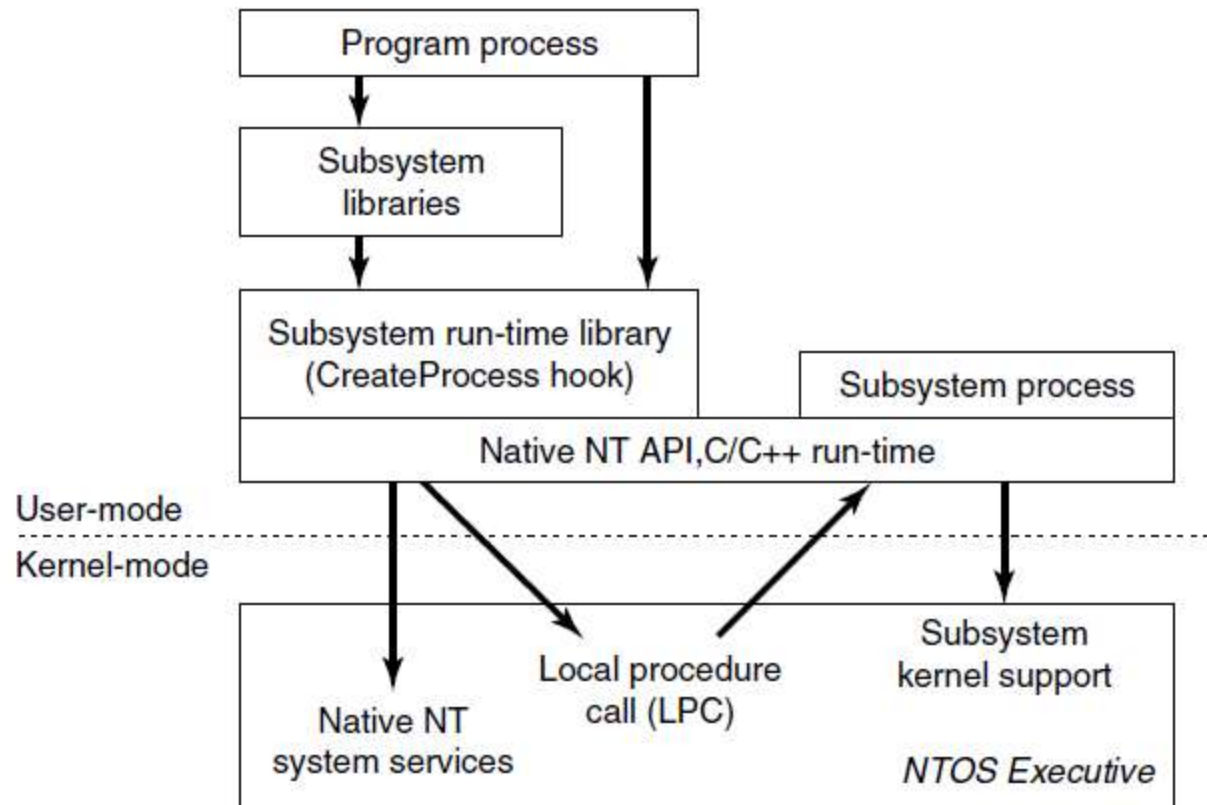 Program process
Subsystem
libraries
Subsystem run-time library
(CreateProcess hook)
Subsystem process
Native NT API,C/C++ run-time
User-mode
Kernel-mode
Subsystem
kernel support
Local procedure
call (LPC)
Native NT
system services
NTOS Executive